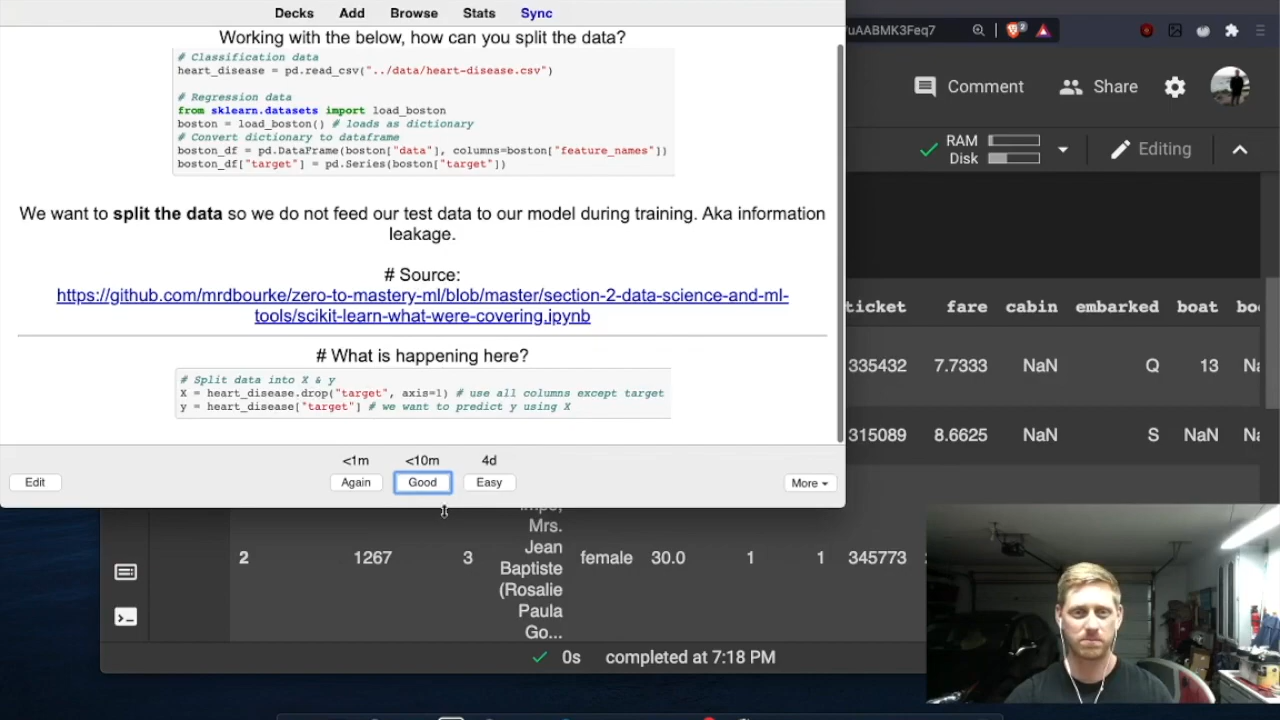 Decks Add Browse Stats Sync
Working with the below, how can you split the data?
# Classification data
heart_disease = pd.read_csv("../data/heart-disease.csv")
# Regression data
from sklearn.datasets import load_boston
boston = load_boston() # loads as dictionary
# Convert dictionary to dataframe
boston_df = pd.DataFrame(boston["data"], columns=boston["feature_names"])
boston_df["target"] = pd.Series(boston["target"])
We want to split the data so we do not feed our test data to our model during training. Aka information
leakage.
# Source:
https://github.com/mrdbourke/zero-to-mastery-ml/blob/master/section-2-data-science-and-ml-
tools/scikit-learn-what-were-covering.ipynb
# What is happening here?
# Split data into X & y
X = heart_disease.drop("target", axis=1) # use all columns except target
y = heart_disease["target"] # we want to predict y using X
<1m <10m 4d
Edit Again Good Easy More
uAABMK3Feq7
Comment Share
RAM
Disk
Editing
ticket fare cabin embarked boat
335432 7.7333 NaN Q 13
315089 8.6625 NaN S NaN
Mrs.
Jean
2 1267 3 Baptiste female 30.0 1 1 345773
(Rosalie
Paula
Go...
0s completed at 7:18 PM